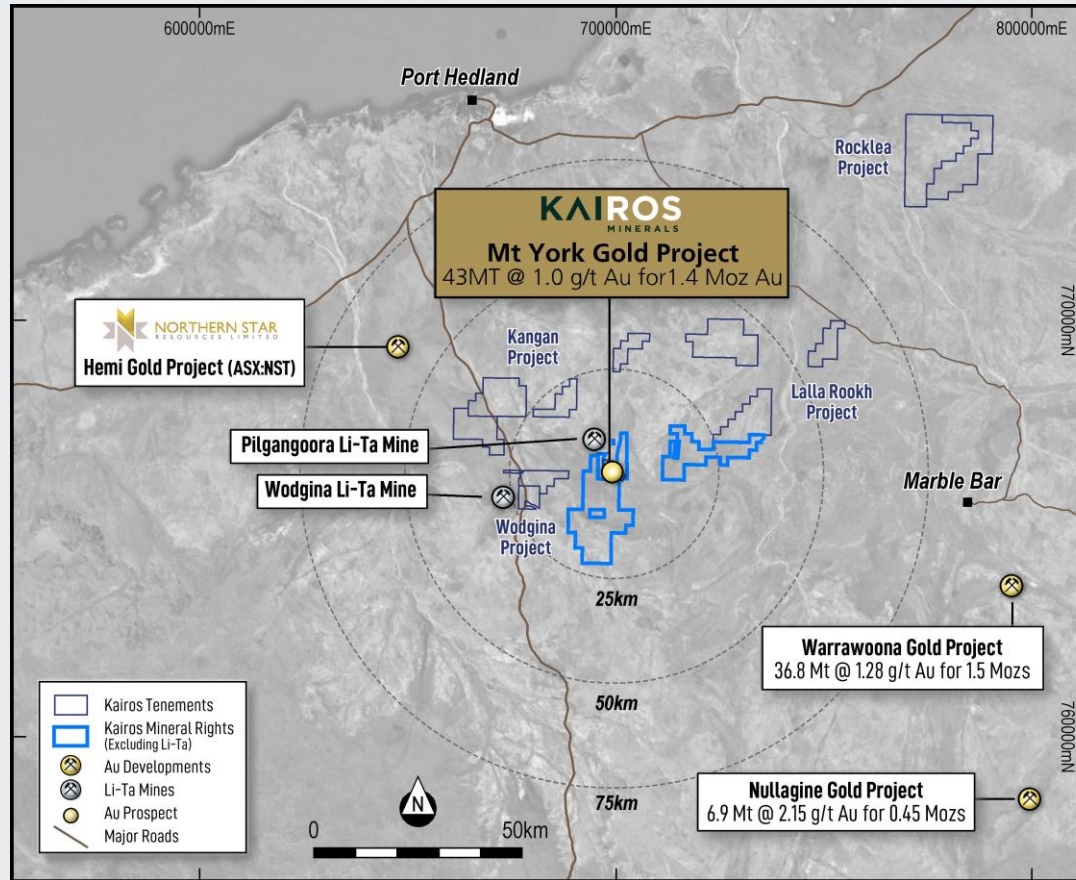 600000mE
700000mE
800000mE
Port Hedland
Rocklea
Project
KAIROS
MINERALS
Mt York Gold Project
43MT @ 1.0 g/t Au for1.4 Moz Au
770000mN
NORTHERN STAR
RESOURCES LIMITED
Hemi Gold Project (ASX:NST)
Kangan
Project
Lalla Rookh
Project
Pilgangoora Li-Ta Mine
Wodgina Li-Ta Mine
Marble Bar
Wodgina
Project
25km
Warrawoona Gold Project
36.8 Mt @ 1.28 g/t Au for 1.5 Mozs
50km
760000mN
Kairos Tenements
Kairos Mineral Rights
(Excluding Li-Ta)
Au Developments
Li-Ta Mines
Au Prospect
Major Roads
N
0
50km
75km
Nullagine Gold Project
6.9 Mt @ 2.15 g/t Au for 0.45 Mozs